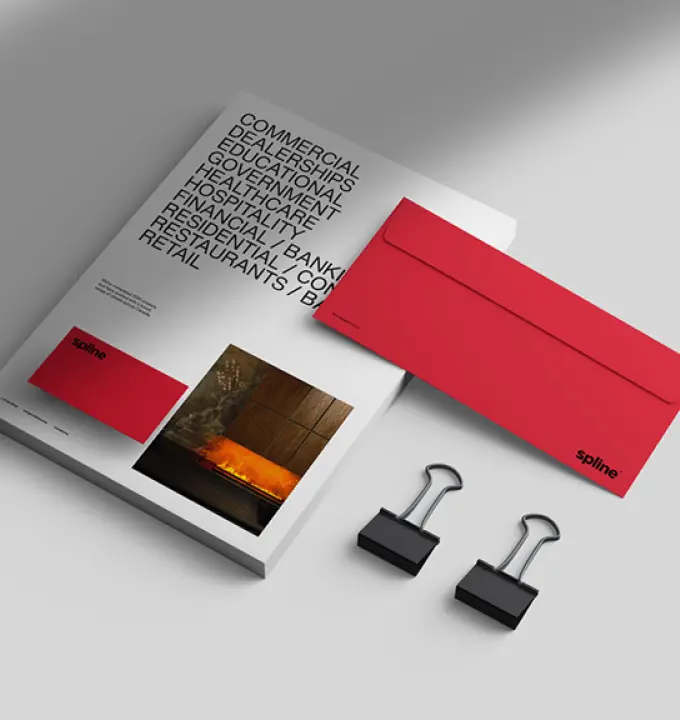 COMMERCIAL
DEALERSHIPS
EDUCATIONAL
GOVERNMENT
HEALTHCARE
HOSPITALITY
FINANCIAL / BANKI
RESIDENTIAL / CON
RESTAURANTS / BA
RETAIL
spline
spline